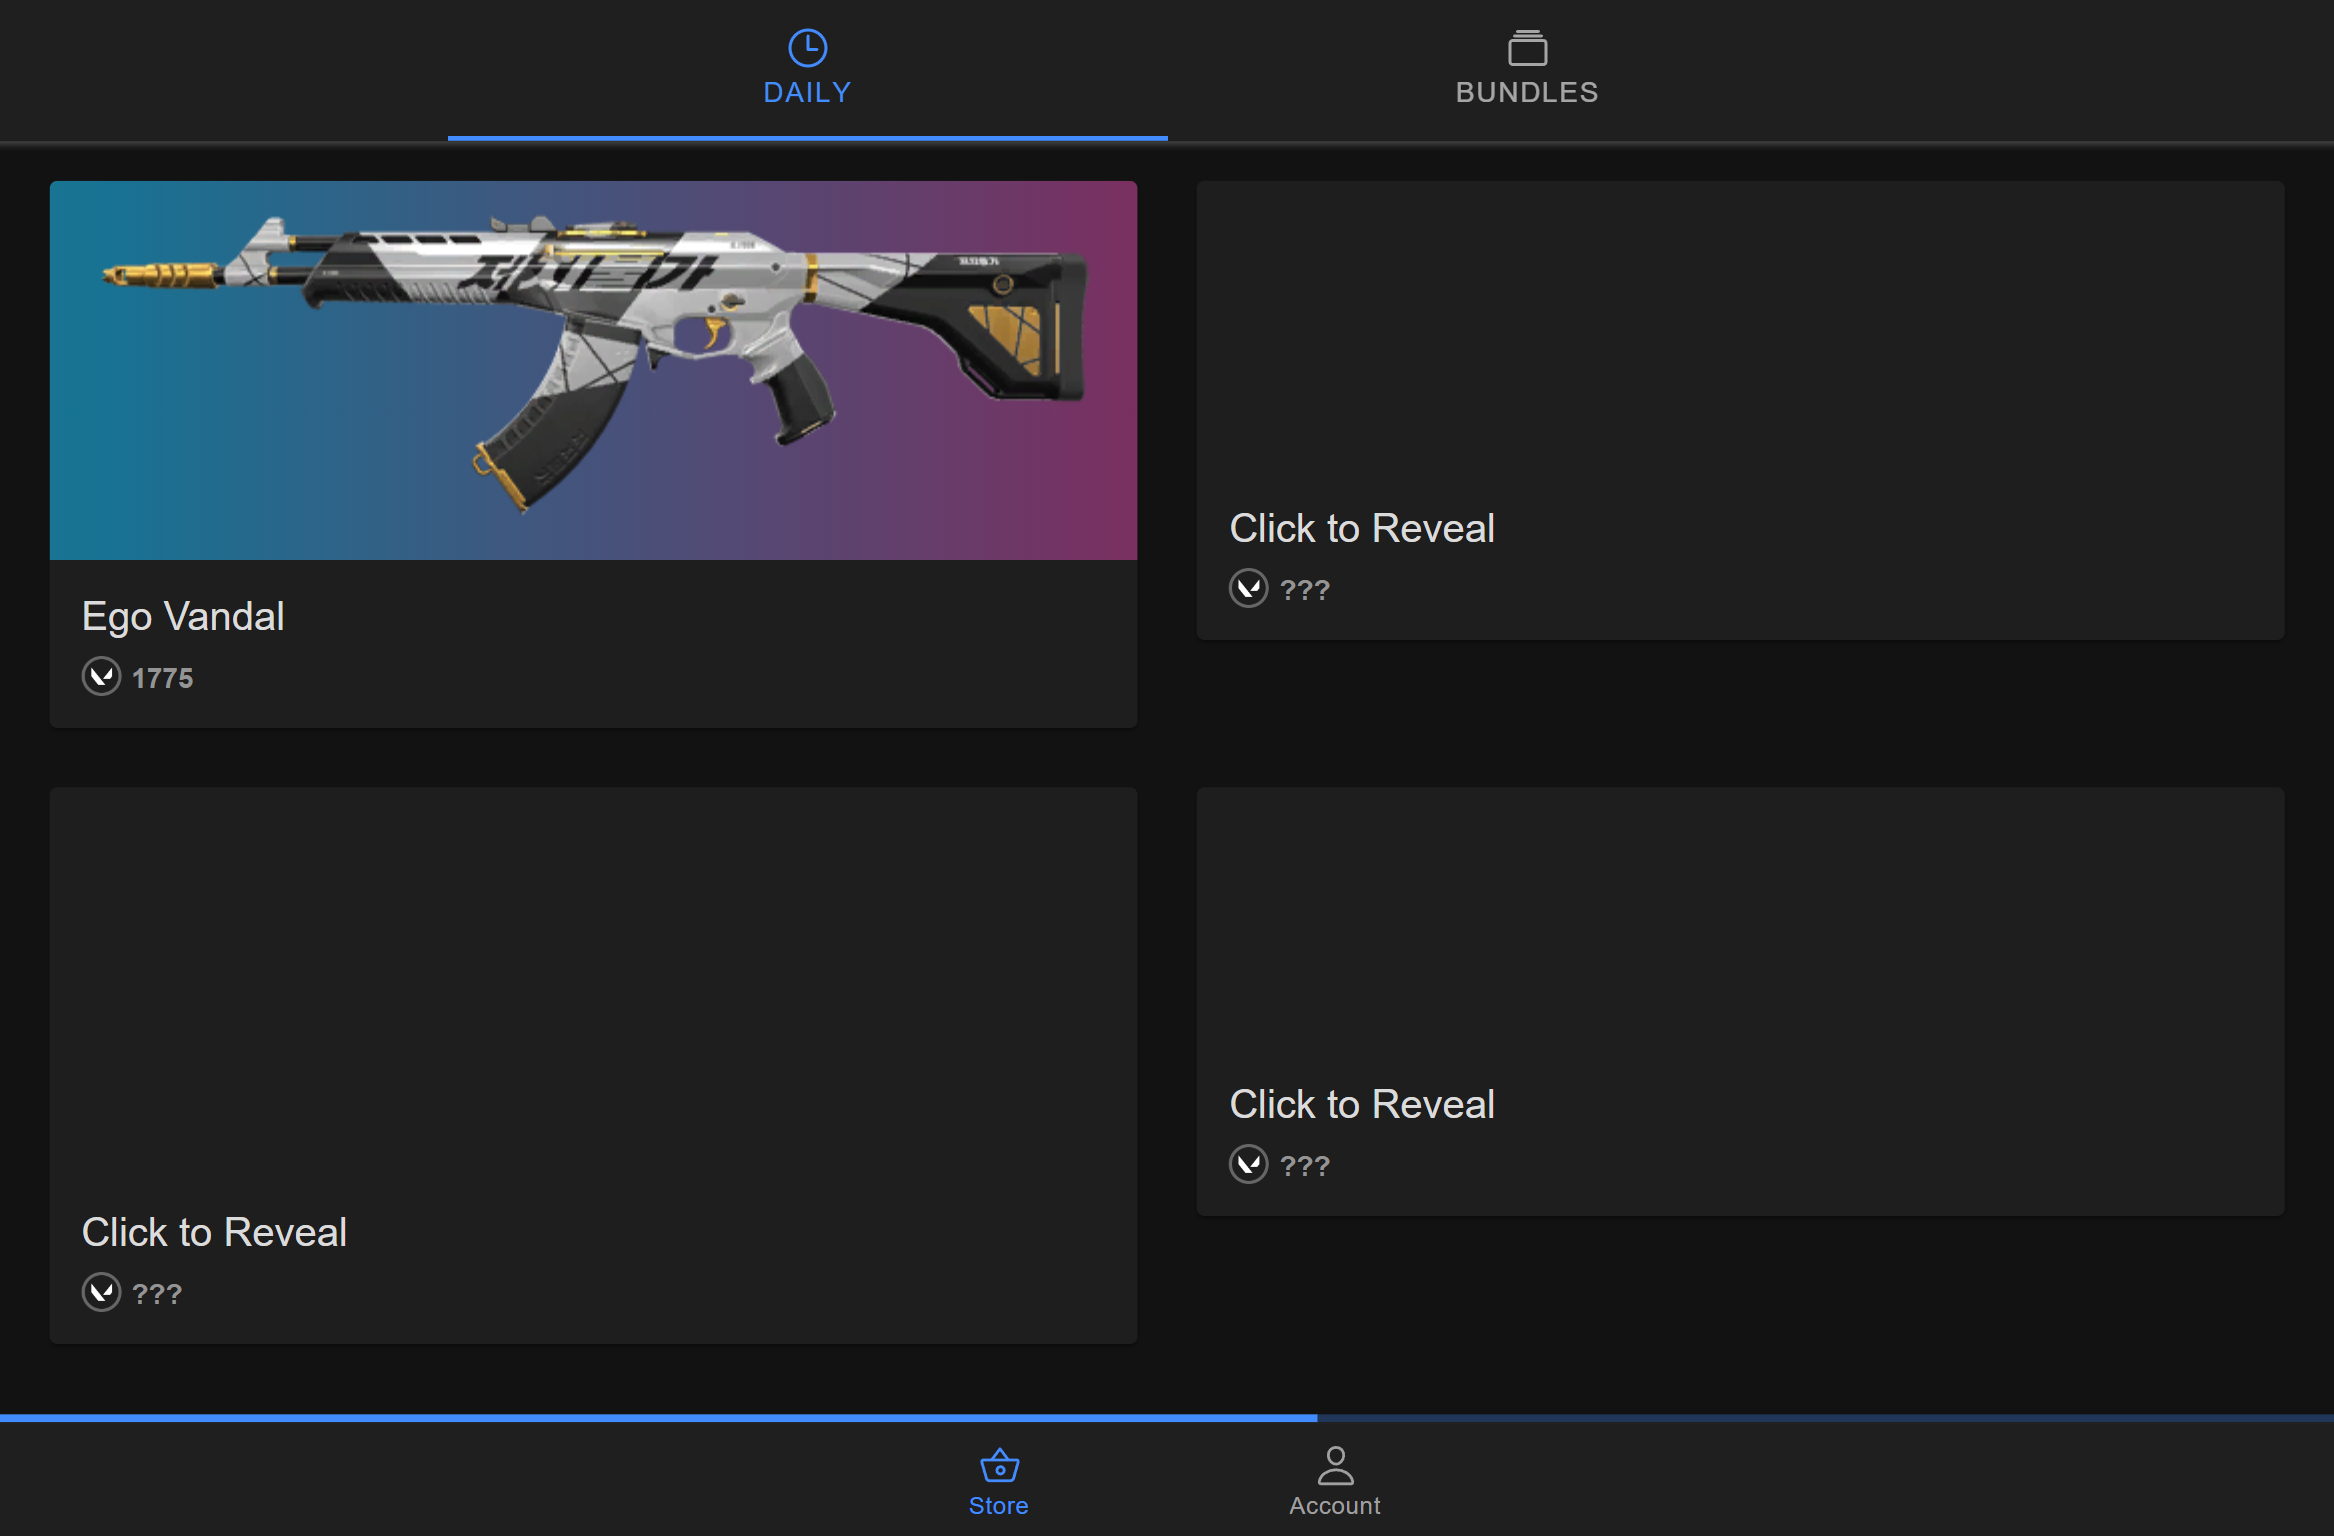 DAILY
BUNDLES
Ego Vandal
1775
Click to Reveal
???
Click to Reveal
???
Click to Reveal
???
Store
Account